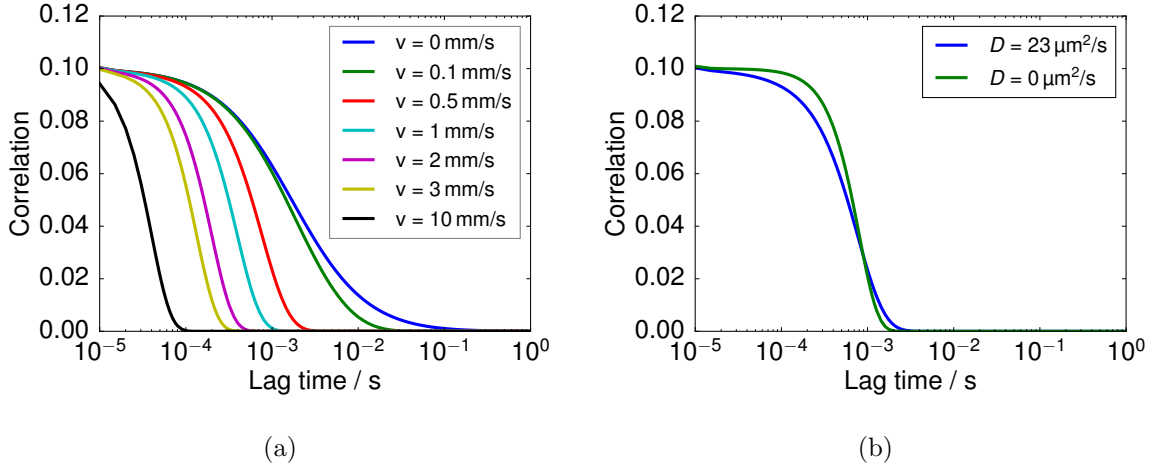 0.12
0.10
0.08
0.06
0.04
0.02
0.00
Correlation
10⁻⁵ 10⁻⁴ 10⁻³ 10⁻² 10⁻¹ 10⁰
Lag time / s
v = 0 mm/s
v = 0.1 mm/s
v = 0.5 mm/s
v = 1 mm/s
v = 2 mm/s
v = 3 mm/s
v = 10 mm/s
(a)
0.12
0.10
0.08
0.06
0.04
0.02
0.00
Correlation
10⁻⁵ 10⁻⁴ 10⁻³ 10⁻² 10⁻¹ 10⁰
Lag time / s
D = 23 µm²/s
D = 0 µm²/s
(b)